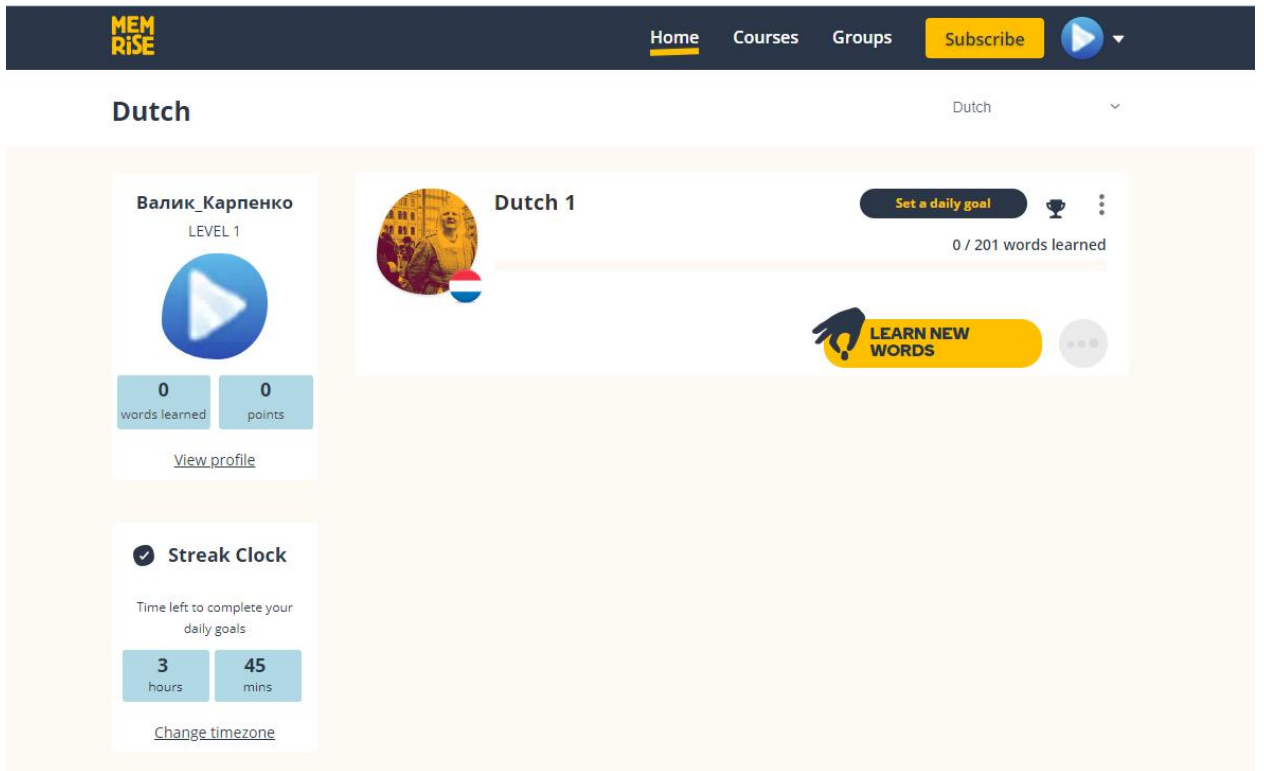 MEM
RiSE
Home Courses Groups Subscribe
Dutch
Dutch
Валик_Карпенко
LEVEL 1
0 words learned
0 points
View profile
Dutch 1
Set a daily goal
0 / 201 words learned
LEARN NEW
WORDS
Streak Clock
Time left to complete your
daily goals
3 hours
45 mins
Change timezone